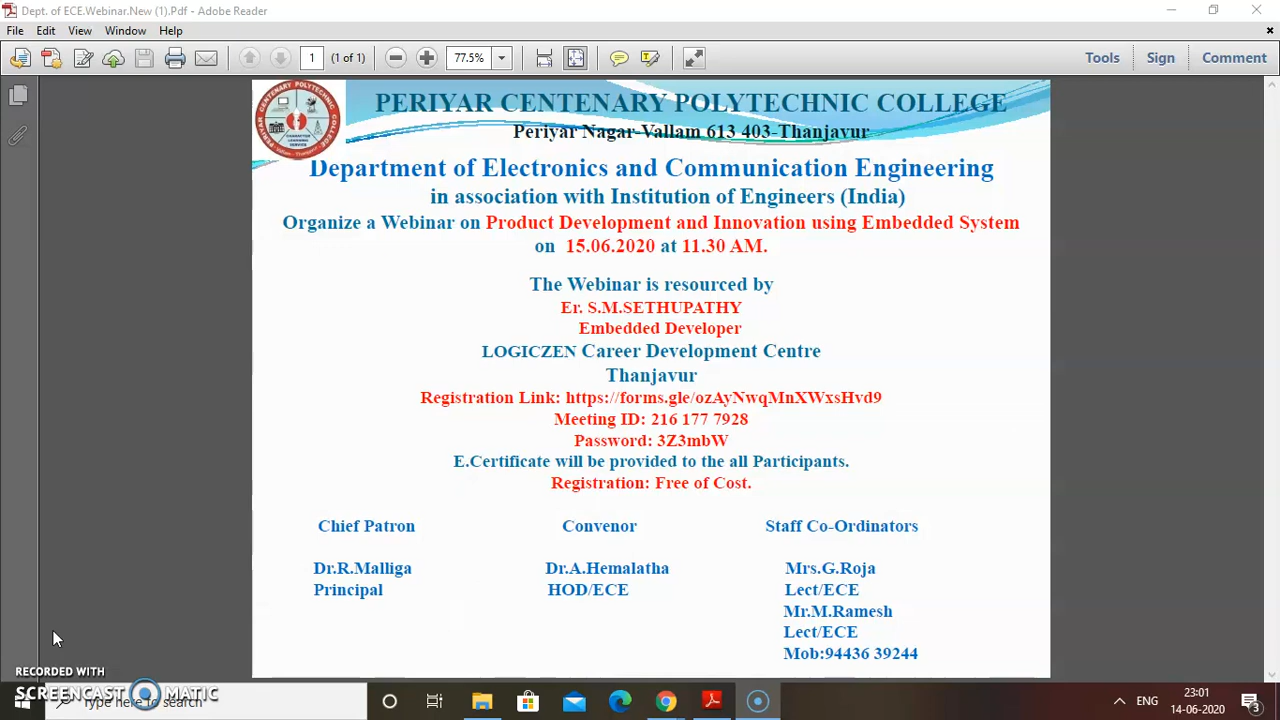 Dept. of ECE.Webinar.New (1).Pdf - Adobe Reader
File Edit View Window Help
1 (1 of 1) 77.5% Tools Sign Comment
PERIYAR CENTENARY POLYTECHNIC COLLEGE
Periyar Nagar-Vallam 613 403-Thanjavur
Department of Electronics and Communication Engineering
in association with Institution of Engineers (India)
Organize a Webinar on Product Development and Innovation using Embedded System
on 15.06.2020 at 11.30 AM.
The Webinar is resourced by
Er. S.M.SETHUPATHY
Embedded Developer
LOGICZEN Career Development Centre
Thanjavur
Registration Link: https://forms.gle/ozAyNwqMnXWxsHvd9
Meeting ID: 216 177 7928
Password: 3Z3mbW
E.Certificate will be provided to the all Participants.
Registration: Free of Cost.
Chief Patron Convenor Staff Co-Ordinators
Dr.R.Malliga Dr.A.Hemalatha Mrs.G.Roja
Principal HOD/ECE Lect/ECE
Mr.M.Ramesh
Lect/ECE
Mob:94436 39244
RECORDED WITH
SCREENCAST MATIC
Type here to search
ENG
23:01
14-06-2020
3